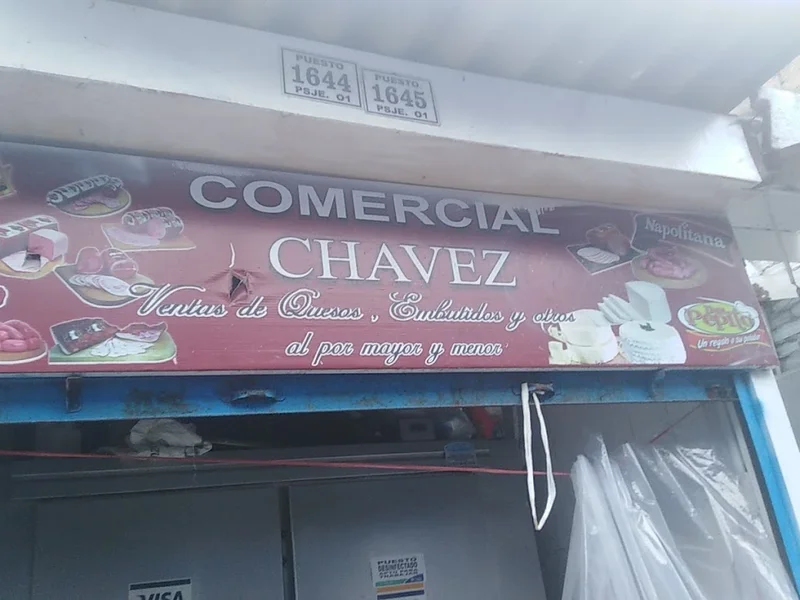 PUESTO
1644
PSJE. 01
PUESTO
1645
PSJE. 01
COMERCIAL
CHAVEZ
Ventas de Quesos, Embutidos y otros
al por mayor y menor
Napolitana
Pepito
Un regalo a tu paladar
VISA
PUESTO
DESINFECTADO